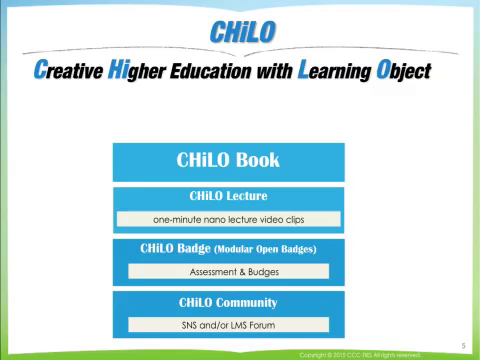 CHiLO
Creative Higher Education with Learning Object
CHiLO Book
CHiLO Lecture
one-minute nano lecture video clips
CHiLO Badge (Modular Open Badges)
Assessment & Budges
CHiLO Community
SNS and/or LMS Forum
5
Copyright © 2015 CCC-TIES. All rights reserved.